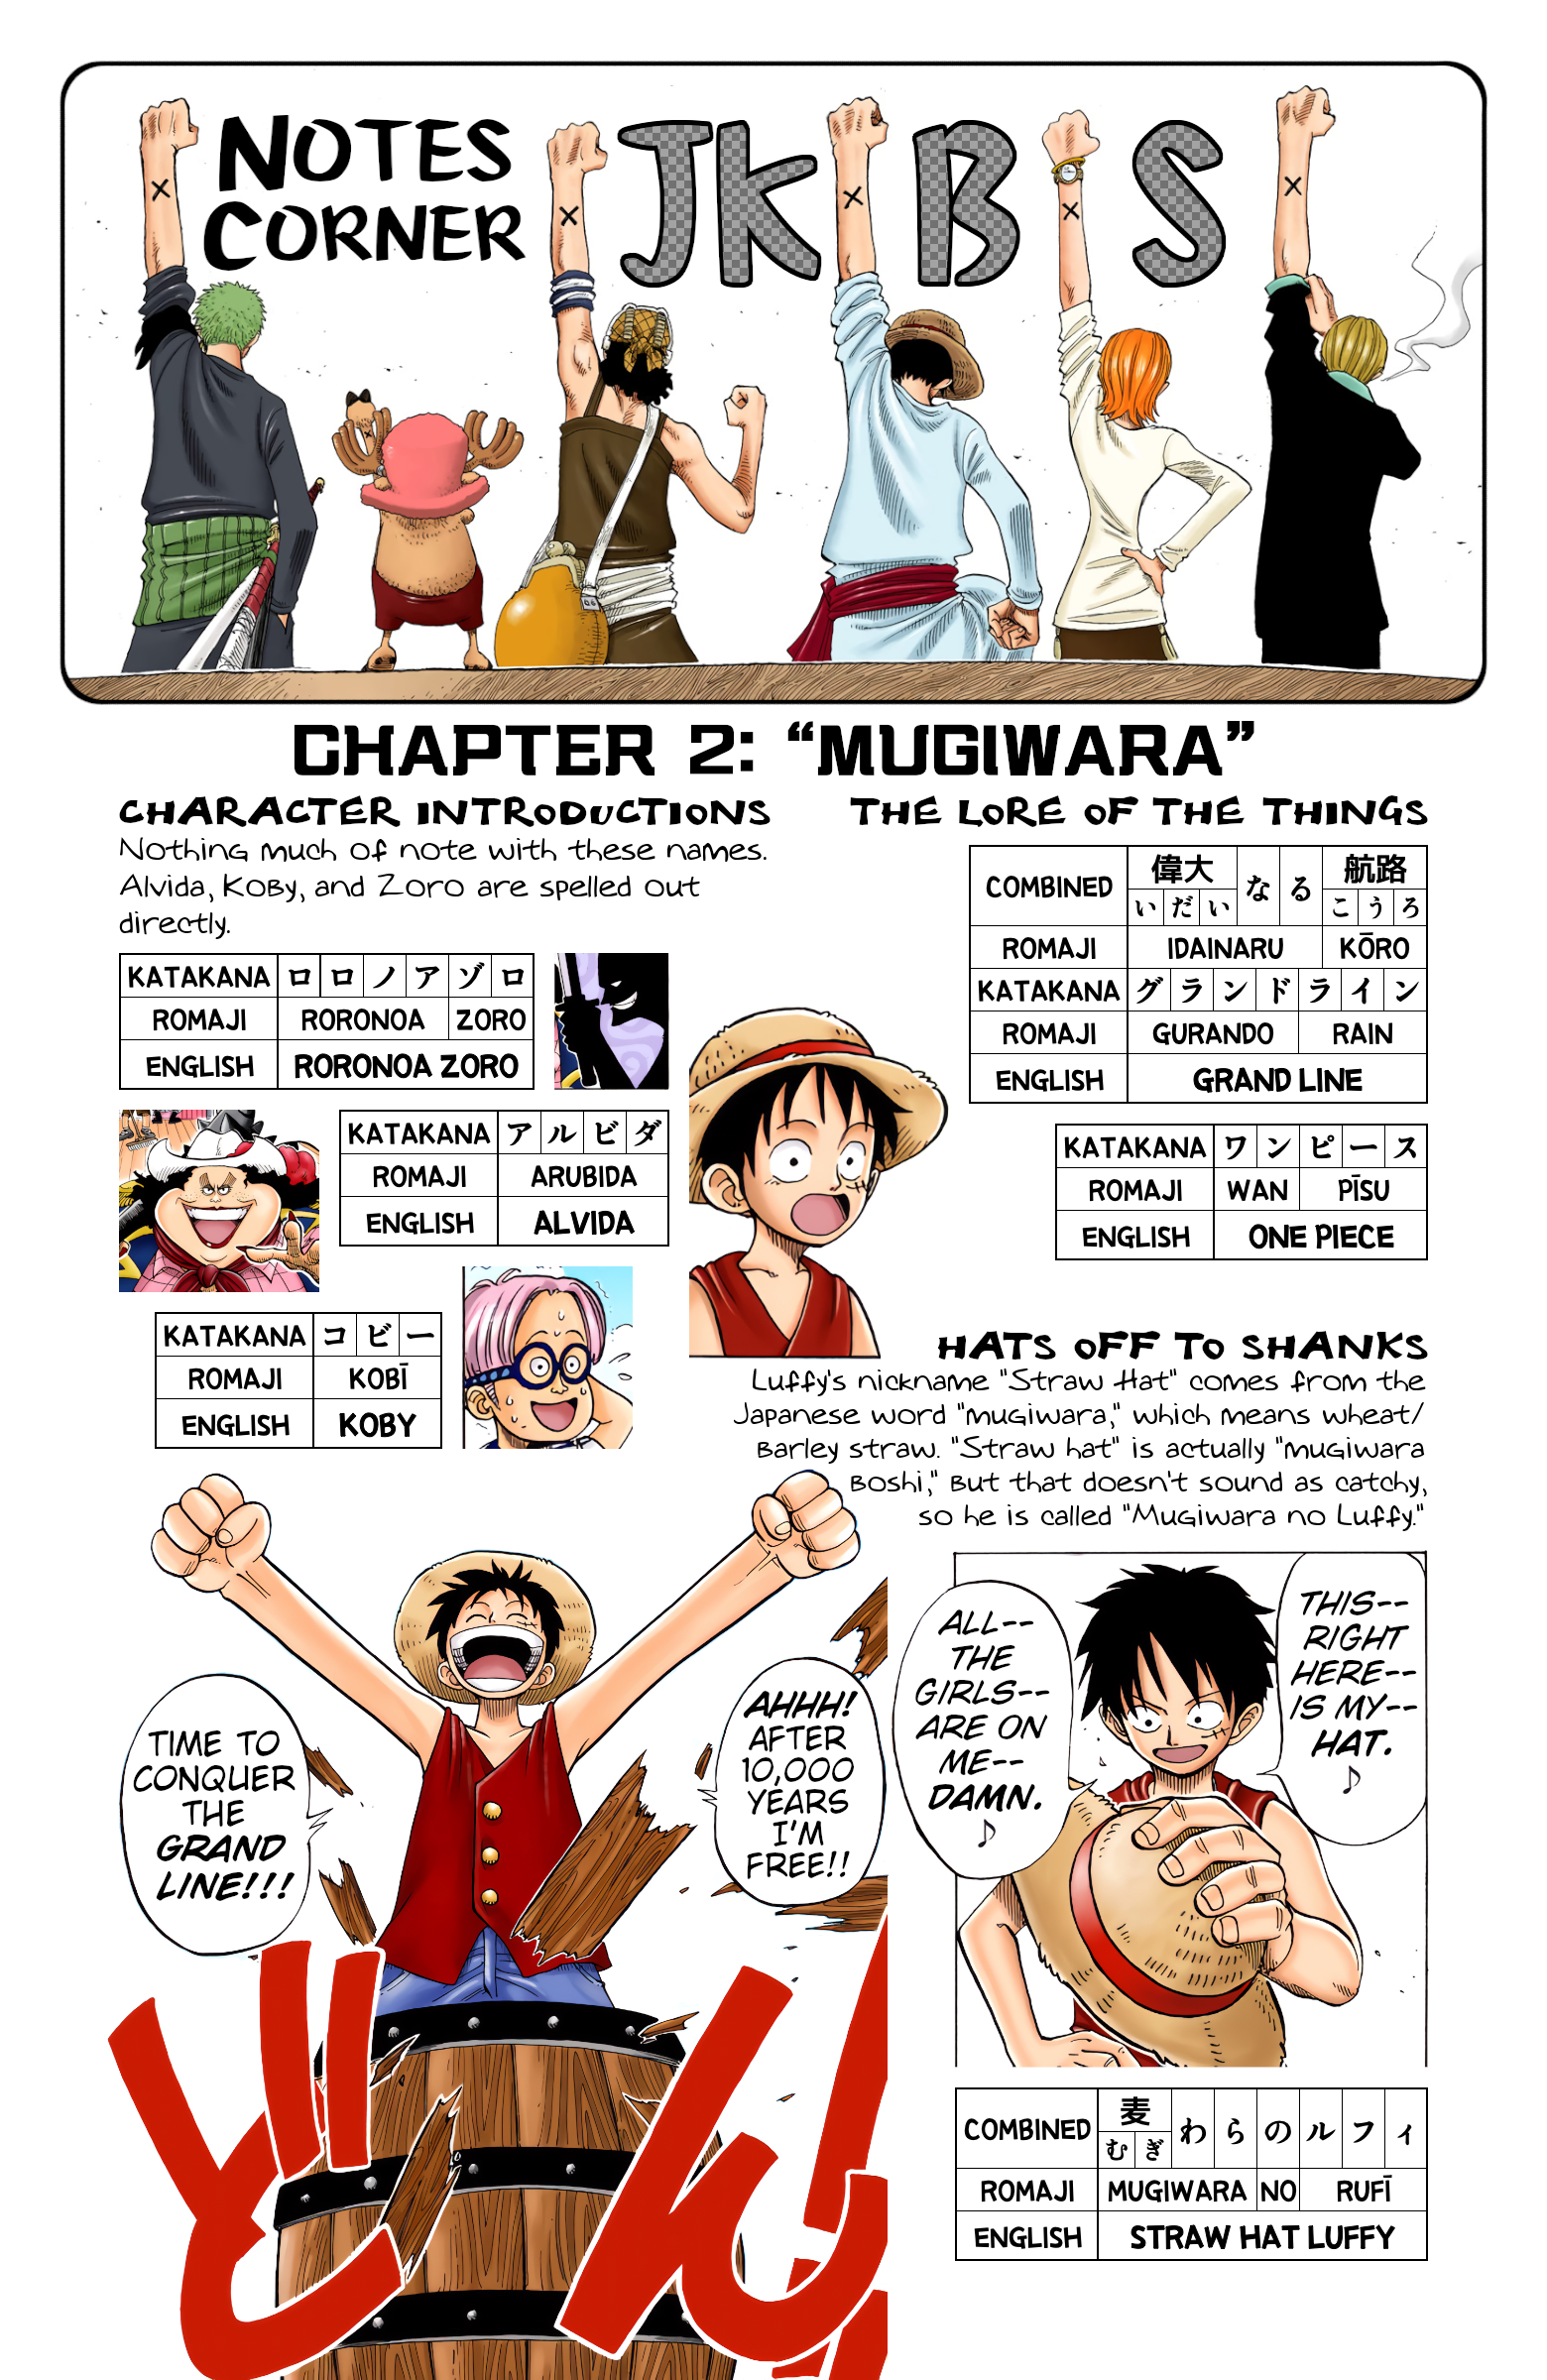 NOTES
CORNER
JKBS
CHAPTER 2: “MUGIWARA”
CHARACTER INTRODUCTIONS
Nothing much of note with these names.
Alvida, Koby, and Zoro are spelled out
directly.
KATAKANA ロ ロ ノ ア ゾ ロ
ROMAJI RORONOA ZORO
ENGLISH RORONOA ZORO
KATAKANA ア ル ビ ダ
ROMAJI ARUBIDA
ENGLISH ALVIDA
KATAKANA コ ビ ー
ROMAJI KOBĪ
ENGLISH KOBY
THE LORE OF THE THINGS
COMBINED 偉大 な る 航路
い だ い こ う ろ
ROMAJI IDAINARU KŌRO
KATAKANA グ ラ ン ド ラ イ ン
ROMAJI GURANDO RAIN
ENGLISH GRAND LINE
KATAKANA ワ ン ピ ー ス
ROMAJI WAN PĪSU
ENGLISH ONE PIECE
HATS OFF TO SHANKS
Luffy's nickname "Straw Hat" comes from the
Japanese word "mugiwara," which means wheat/
barley straw. "Straw hat" is actually "mugiwara
boshi," but that doesn't sound as catchy,
so he is called "Mugiwara no Luffy."
TIME TO
CONQUER
THE
GRAND
LINE!!!
AHHH!
AFTER
10,000
YEARS
I'M
FREE!!
どん
ALL--
THE
GIRLS--
ARE ON
ME--
DAMN.
♪
THIS--
RIGHT
HERE--
IS MY--
HAT.
♪
COMBINED 麦 わ ら の ル フ ィ
む ぎ
ROMAJI MUGIWARA NO RUFĪ
ENGLISH STRAW HAT LUFFY